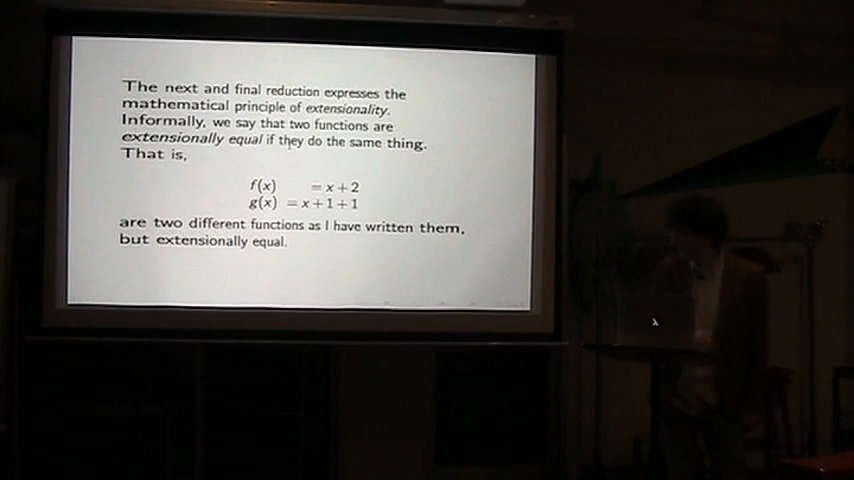 The next and final reduction expresses the
mathematical principle of extensionality.
Informally, we say that two functions are
extensionally equal if they do the same thing.
That is,
f(x) = x + 2
g(x) = x + 1 + 1
are two different functions as I have written them,
but extensionally equal.
λ